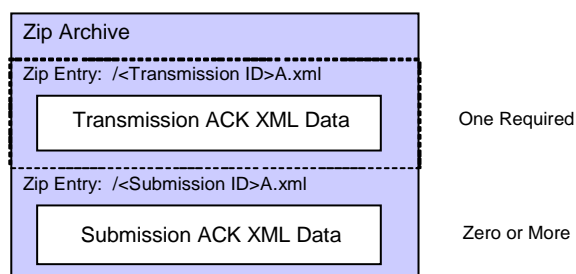 Zip Archive
Zip Entry: /<Transmission ID>A.xml
Transmission ACK XML Data
One Required
Zip Entry: /<Submission ID>A.xml
Submission ACK XML Data
Zero or More